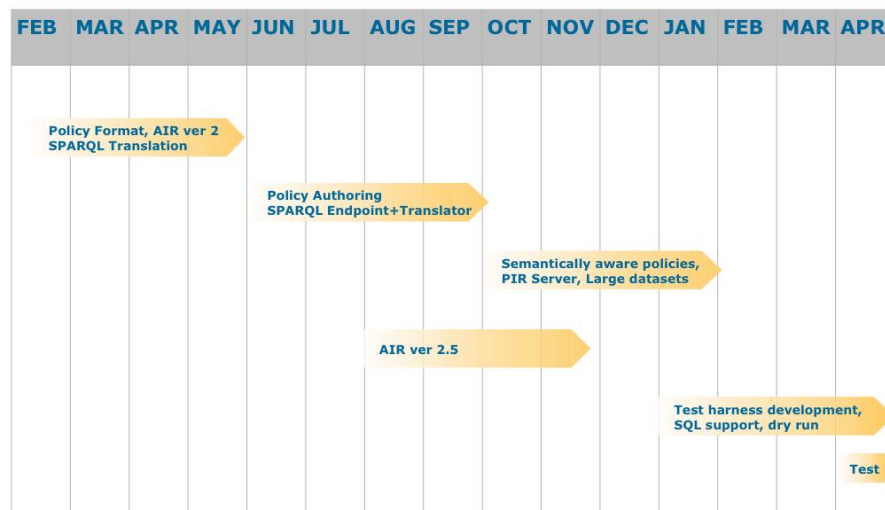 FEB MAR APR MAY JUN JUL AUG SEP OCT NOV DEC JAN FEB MAR APR
Policy Format, AIR ver 2
SPARQL Translation
Policy Authoring
SPARQL Endpoint+Translator
Semantically aware policies,
PIR Server, Large datasets
AIR ver 2.5
Test harness development,
SQL support, dry run
Test